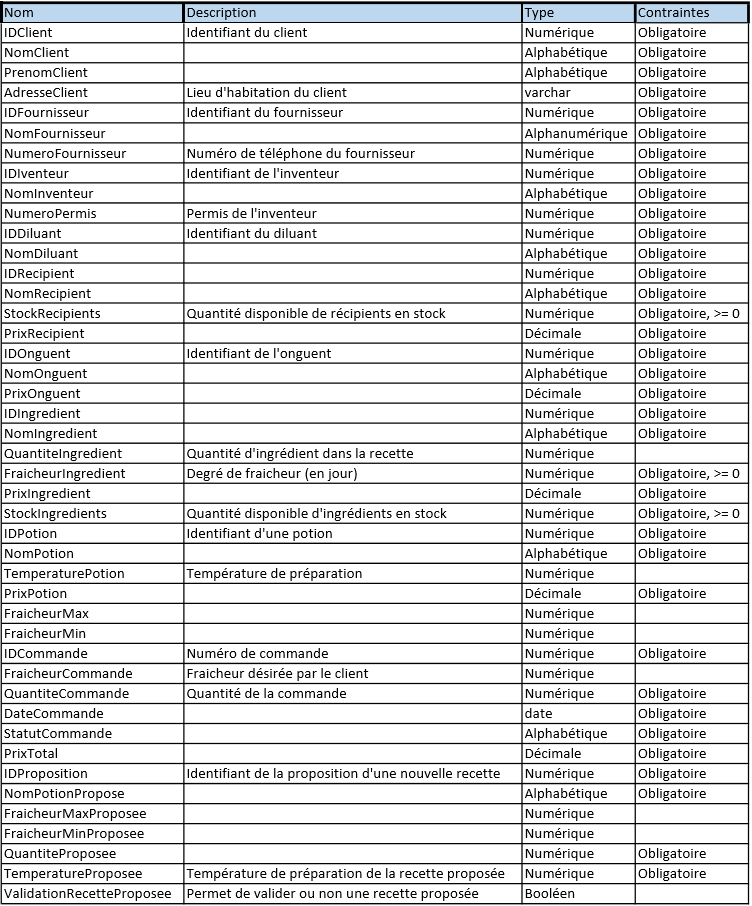 Nom Description Type Contraintes
IDClient Identifiant du client Numérique Obligatoire
NomClient Alphabétique Obligatoire
PrenomClient Alphabétique Obligatoire
AdresseClient Lieu d'habitation du client varchar Obligatoire
IDFournisseur Identifiant du fournisseur Numérique Obligatoire
NomFournisseur Alphanumérique Obligatoire
NumeroFournisseur Numéro de téléphone du fournisseur Numérique Obligatoire
IDIventeur Identifiant de l'inventeur Numérique Obligatoire
NomInventeur Alphabétique Obligatoire
NumeroPermis Permis de l'inventeur Numérique Obligatoire
IDDiluant Identifiant du diluant Numérique Obligatoire
NomDiluant Alphabétique Obligatoire
IDRecipient Numérique Obligatoire
NomRecipient Alphabétique Obligatoire
StockRecipients Quantité disponible de récipients en stock Numérique Obligatoire, >= 0
PrixRecipient Décimale Obligatoire
IDOnguent Identifiant de l'onguent Numérique Obligatoire
NomOnguent Alphabétique Obligatoire
PrixOnguent Décimale Obligatoire
IDIngredient Numérique Obligatoire
NomIngredient Alphabétique Obligatoire
QuantiteIngredient Quantité d'ingrédient dans la recette Numérique
FraicheurIngredient Degré de fraicheur (en jour) Numérique Obligatoire, >= 0
PrixIngredient Décimale Obligatoire
StockIngredients Quantité disponible d'ingrédients en stock Numérique Obligatoire, >= 0
IDPotion Identifiant d'une potion Numérique Obligatoire
NomPotion Alphabétique Obligatoire
TemperaturePotion Température de préparation Numérique
PrixPotion Décimale Obligatoire
FraicheurMax Numérique
FraicheurMin Numérique
IDCommande Numéro de commande Numérique Obligatoire
FraicheurCommande Fraicheur désirée par le client Numérique
QuantiteCommande Quantité de la commande Numérique Obligatoire
DateCommande date Obligatoire
StatutCommande Alphabétique Obligatoire
PrixTotal Décimale Obligatoire
IDProposition Identifiant de la proposition d'une nouvelle recette Numérique Obligatoire
NomPotionPropose Alphabétique Obligatoire
FraicheurMaxProposee Numérique
FraicheurMinProposee Numérique
QuantiteProposee Numérique Obligatoire
TemperatureProposee Température de préparation de la recette proposée Numérique Obligatoire
ValidationRecetteProposee Permet de valider ou non une recette proposée Booléen